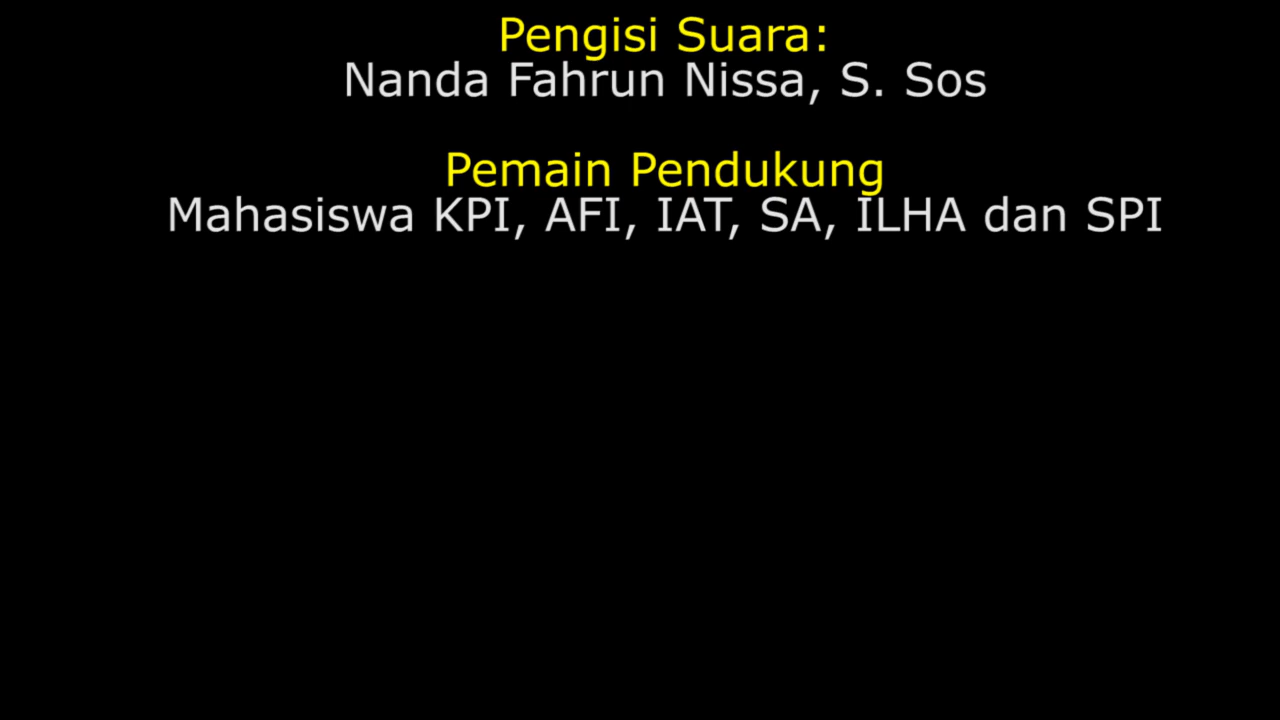 Pengisi Suara:
Nanda Fahrun Nissa, S. Sos
Pemain Pendukung
Mahasiswa KPI, AFI, IAT, SA, ILHA dan SPI